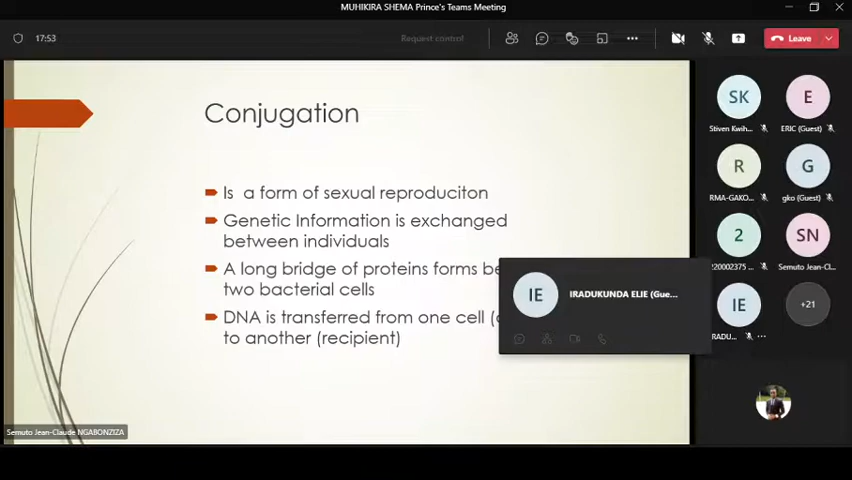 MUHIKIRA SHEMA Prince's Teams Meeting
17:53
Request control
Leave
Conjugation
Is a form of sexual reproduciton
Genetic Information is exchanged
between individuals
A long bridge of proteins forms
two bacterial cells
DNA is transferred from one cell
to another (recipient)
SK
Stiven Kwih...
E
ERIC (Guest)
R
RMA-GAKO...
G
gko (Guest)
2
220002375 ...
SN
Semuto Jean-Cl...
IE
IRADU...
+21
IE
IRADUKUNDA ELIE (Gue...
Semuto Jean-Claude NGABONZIZA